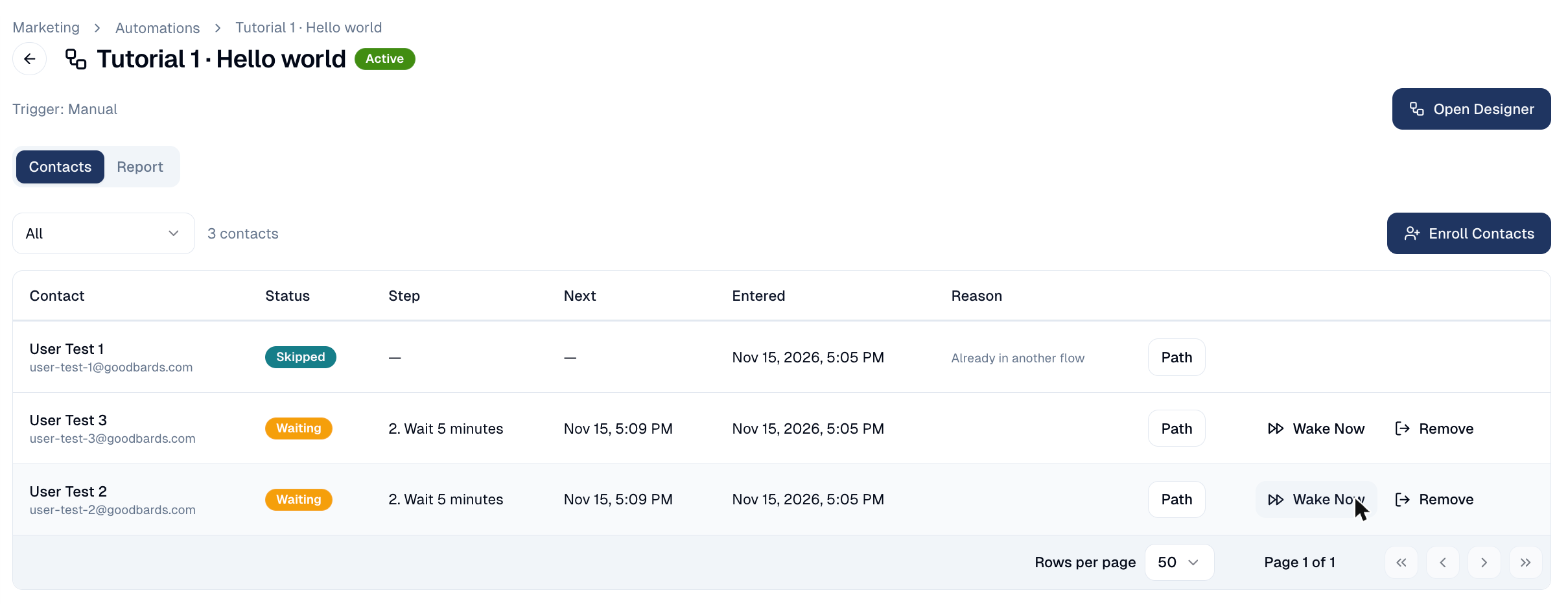 Marketing > Automations > Tutorial 1 · Hello world
Tutorial 1 · Hello world Active
Trigger: Manual
Open Designer
Contacts Report
All 3 contacts
Enroll Contacts
Contact Status Step Next Entered Reason
User Test 1
user-test-1@goodbards.com
Skipped — — Nov 15, 2026, 5:05 PM Already in another flow Path
User Test 3
user-test-3@goodbards.com
Waiting 2. Wait 5 minutes Nov 15, 5:09 PM Nov 15, 2026, 5:05 PM Path Wake Now Remove
User Test 2
user-test-2@goodbards.com
Waiting 2. Wait 5 minutes Nov 15, 5:09 PM Nov 15, 2026, 5:05 PM Path Wake Now Remove
Rows per page 50 Page 1 of 1